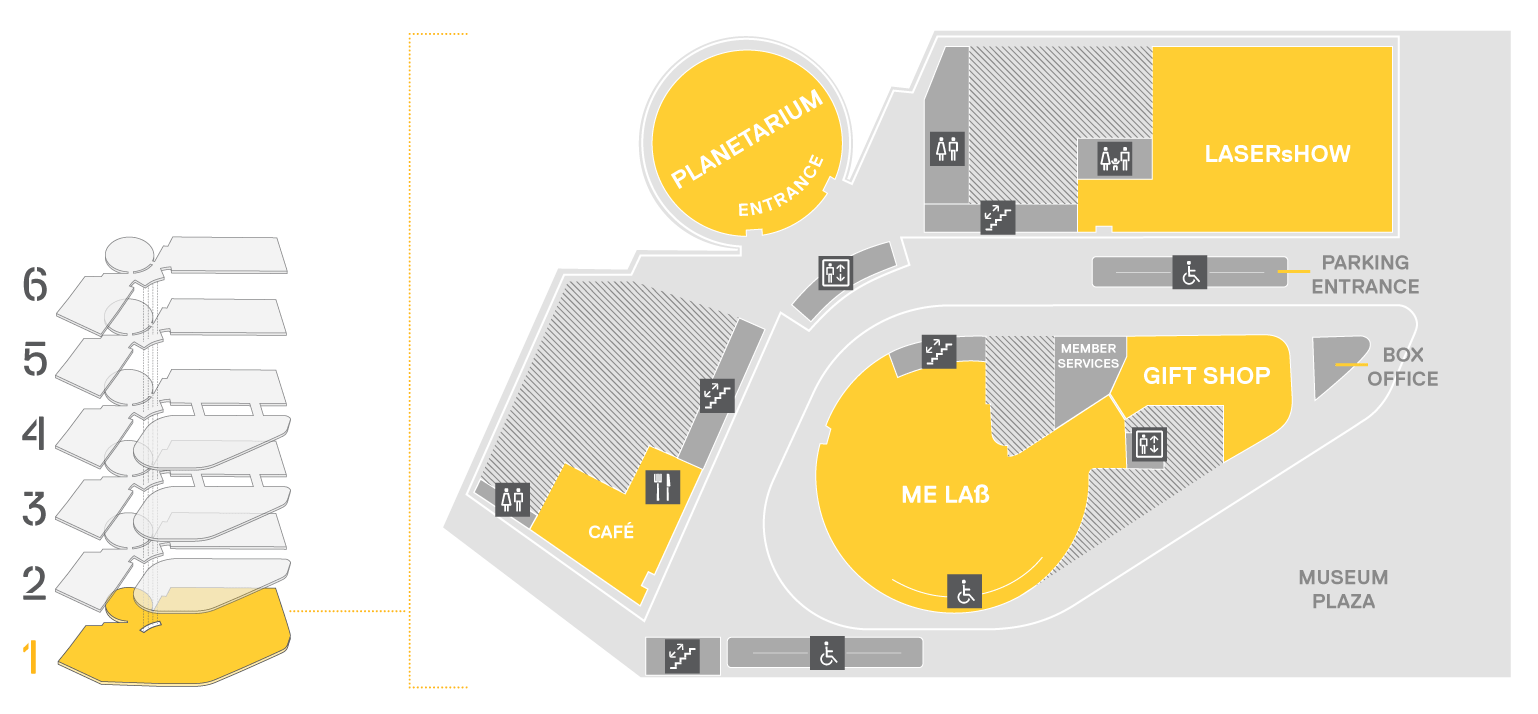 6
5
4
3
2
1
PLANETARIUM
ENTRANCE
LASERsHOW
PARKING
ENTRANCE
MEMBER
SERVICES
GIFT SHOP
BOX
OFFICE
ME LAß
CAFÉ
MUSEUM
PLAZA